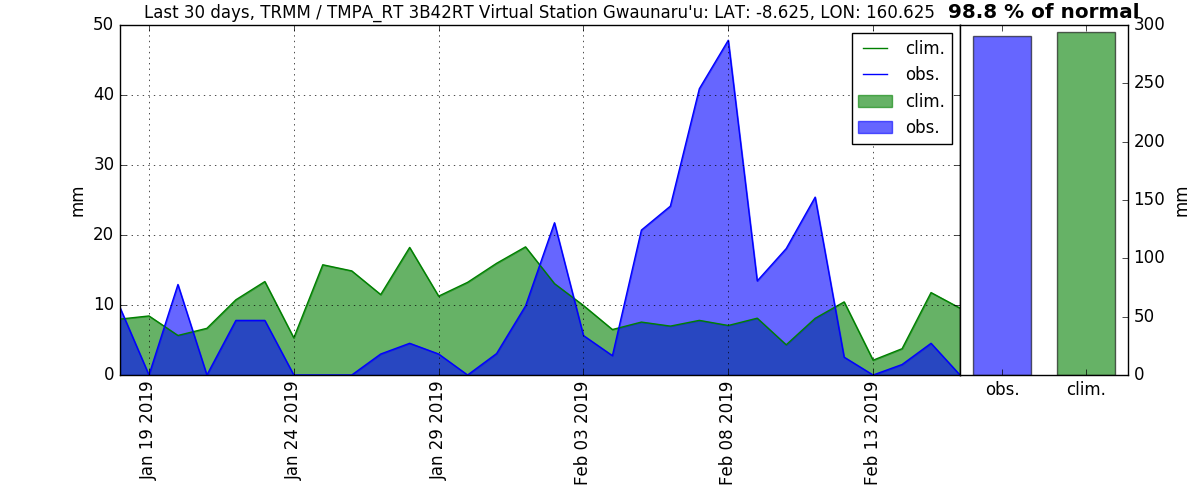 Last 30 days, TRMM / TMPA_RT 3B42RT Virtual Station Gwaunaru'u: LAT: -8.625, LON: 160.625
98.8 % of normal
50
40
30
20
10
0
mm
clim.
obs.
clim.
obs.
Jan 19 2019
Jan 24 2019
Jan 29 2019
Feb 03 2019
Feb 08 2019
Feb 13 2019
300
250
200
150
100
50
0
mm
obs.
clim.